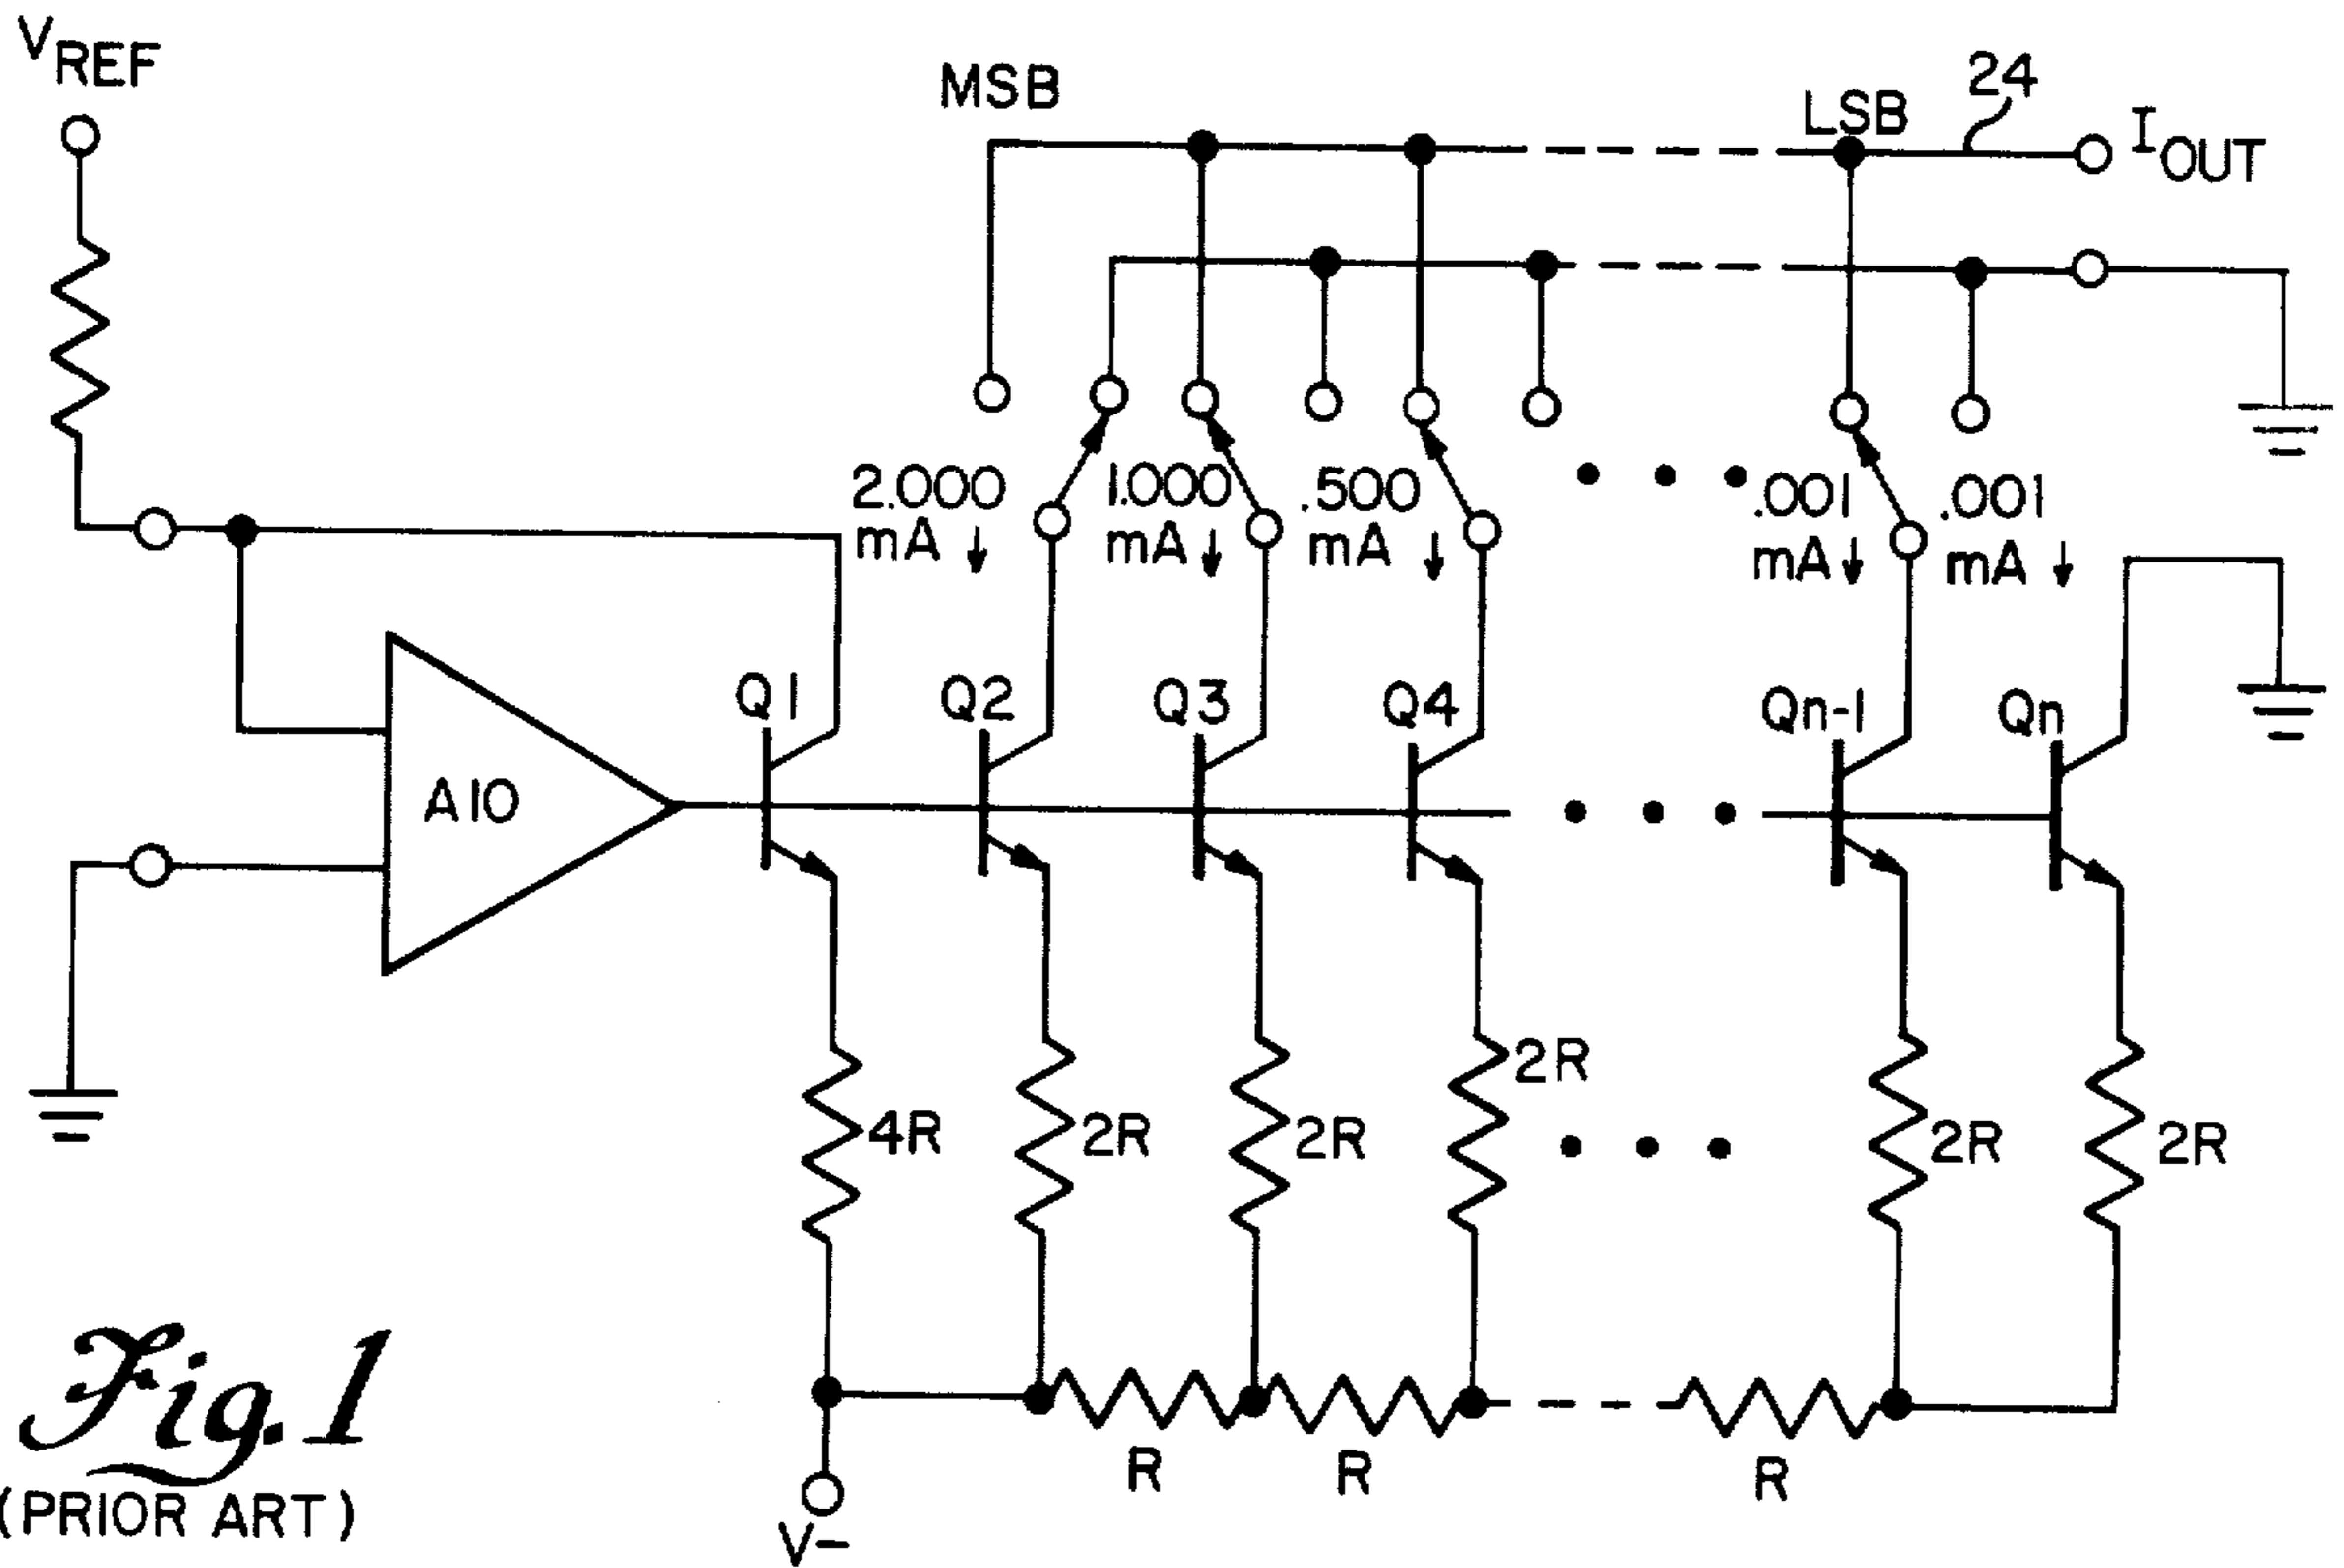 VREF
MSB
LSB
24
IOUT
2.000
mA ↓
1.000
mA ↓
.500
mA ↓
.001
mA ↓
.001
mA ↓
Q1
Q2
Q3
Q4
Qn-1
Qn
A10
4R
2R
2R
2R
2R
2R
R
R
R
V-
Fig. 1
(PRIOR ART)